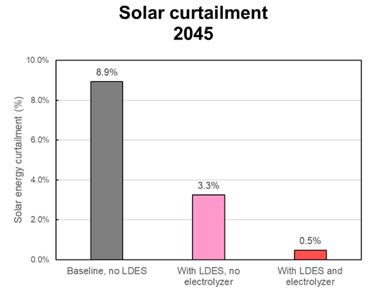 Solar curtailment
2045
Solar energy curtailment (%)
10.0%
8.0%
6.0%
4.0%
2.0%
0.0%
8.9%
3.3%
0.5%
Baseline, no LDES
With LDES, no
electrolyzer
With LDES and
electrolyzer